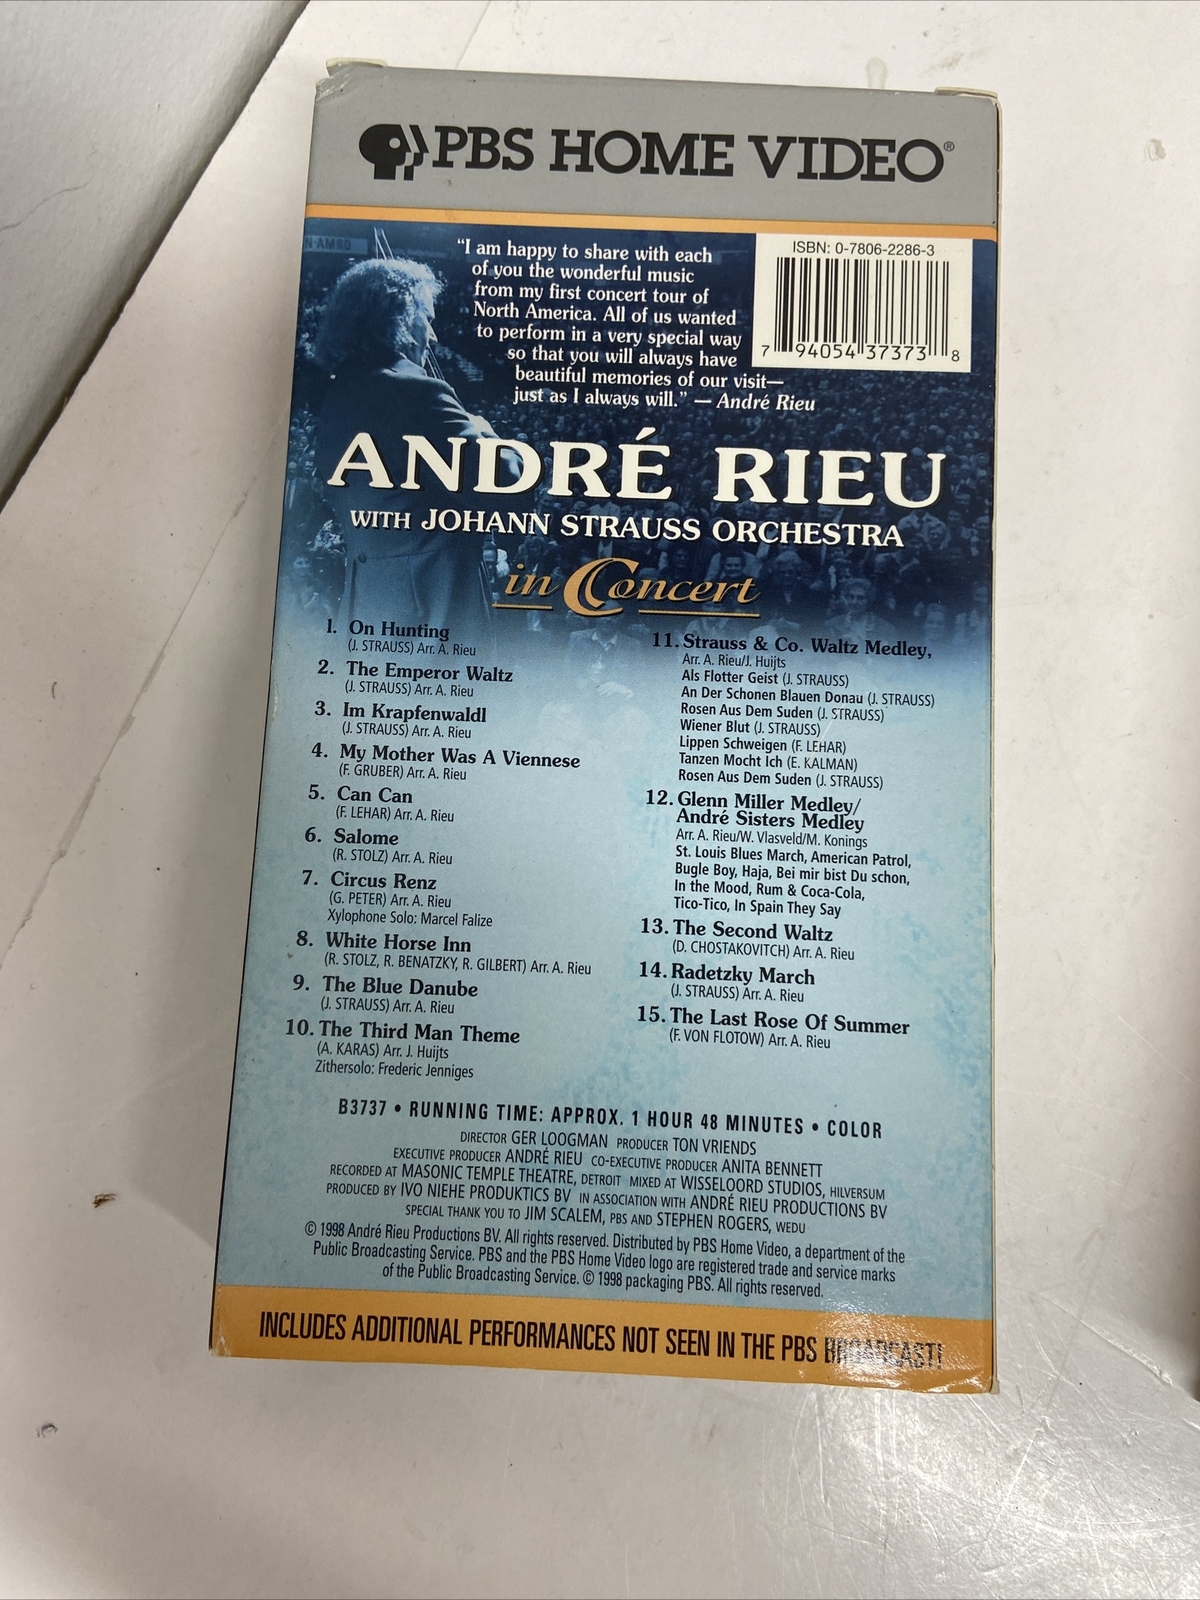 PBS HOME VIDEO®
N-AMRO
"I am happy to share with each
of you the wonderful music
from my first concert tour of
North America. All of us wanted
to perform in a very special way
so that you will always have
beautiful memories of our visit—
just as I always will." — André Rieu
ISBN: 0-7806-2286-3
7 94054 37373 8
ANDRÉ RIEU
WITH JOHANN STRAUSS ORCHESTRA
in Concert
1. On Hunting
(J. STRAUSS) Arr. A. Rieu
2. The Emperor Waltz
(J. STRAUSS) Arr. A. Rieu
3. Im Krapfenwaldl
(J. STRAUSS) Arr. A. Rieu
4. My Mother Was A Viennese
(F. GRUBER) Arr. A. Rieu
5. Can Can
(F. LEHAR) Arr. A. Rieu
6. Salome
(R. STOLZ) Arr. A. Rieu
7. Circus Renz
(G. PETER) Arr. A. Rieu
Xylophone Solo: Marcel Falize
8. White Horse Inn
(R. STOLZ, R. BENATZKY, R. GILBERT) Arr. A. Rieu
9. The Blue Danube
(J. STRAUSS) Arr. A. Rieu
10. The Third Man Theme
(A. KARAS) Arr. J. Huijts
Zithersolo: Frederic Jenniges
11. Strauss & Co. Waltz Medley,
Arr. A. Rieu/J. Huijts
Als Flotter Geist (J. STRAUSS)
An Der Schonen Blauen Donau (J. STRAUSS)
Rosen Aus Dem Suden (J. STRAUSS)
Wiener Blut (J. STRAUSS)
Lippen Schweigen (F. LEHAR)
Tanzen Mocht Ich (E. KALMAN)
Rosen Aus Dem Suden (J. STRAUSS)
12. Glenn Miller Medley/
André Sisters Medley
Arr. A. Rieu/W. Vlasveld/M. Konings
St. Louis Blues March, American Patrol,
Bugle Boy, Haja, Bei mir bist Du schon,
In the Mood, Rum & Coca-Cola,
Tico-Tico, In Spain They Say
13. The Second Waltz
(D. CHOSTAKOVITCH) Arr. A. Rieu
14. Radetzky March
(J. STRAUSS) Arr. A. Rieu
15. The Last Rose Of Summer
(F. VON FLOTOW) Arr. A. Rieu
B3737 • RUNNING TIME: APPROX. 1 HOUR 48 MINUTES • COLOR
DIRECTOR GER LOOGMAN PRODUCER TON VRIENDS
EXECUTIVE PRODUCER ANDRÉ RIEU CO-EXECUTIVE PRODUCER ANITA BENNETT
RECORDED AT MASONIC TEMPLE THEATRE, DETROIT MIXED AT WISSELOORD STUDIOS, HILVERSUM
PRODUCED BY IVO NIEHE PRODUKTICS BV IN ASSOCIATION WITH ANDRÉ RIEU PRODUCTIONS BV
SPECIAL THANK YOU TO JIM SCALEM, PBS AND STEPHEN ROGERS, WEDU
© 1998 André Rieu Productions BV. All rights reserved. Distributed by PBS Home Video, a department of the
Public Broadcasting Service. PBS and the PBS Home Video logo are registered trade and service marks
of the Public Broadcasting Service. © 1998 packaging PBS. All rights reserved.
INCLUDES ADDITIONAL PERFORMANCES NOT SEEN IN THE PBS BROADCAST!